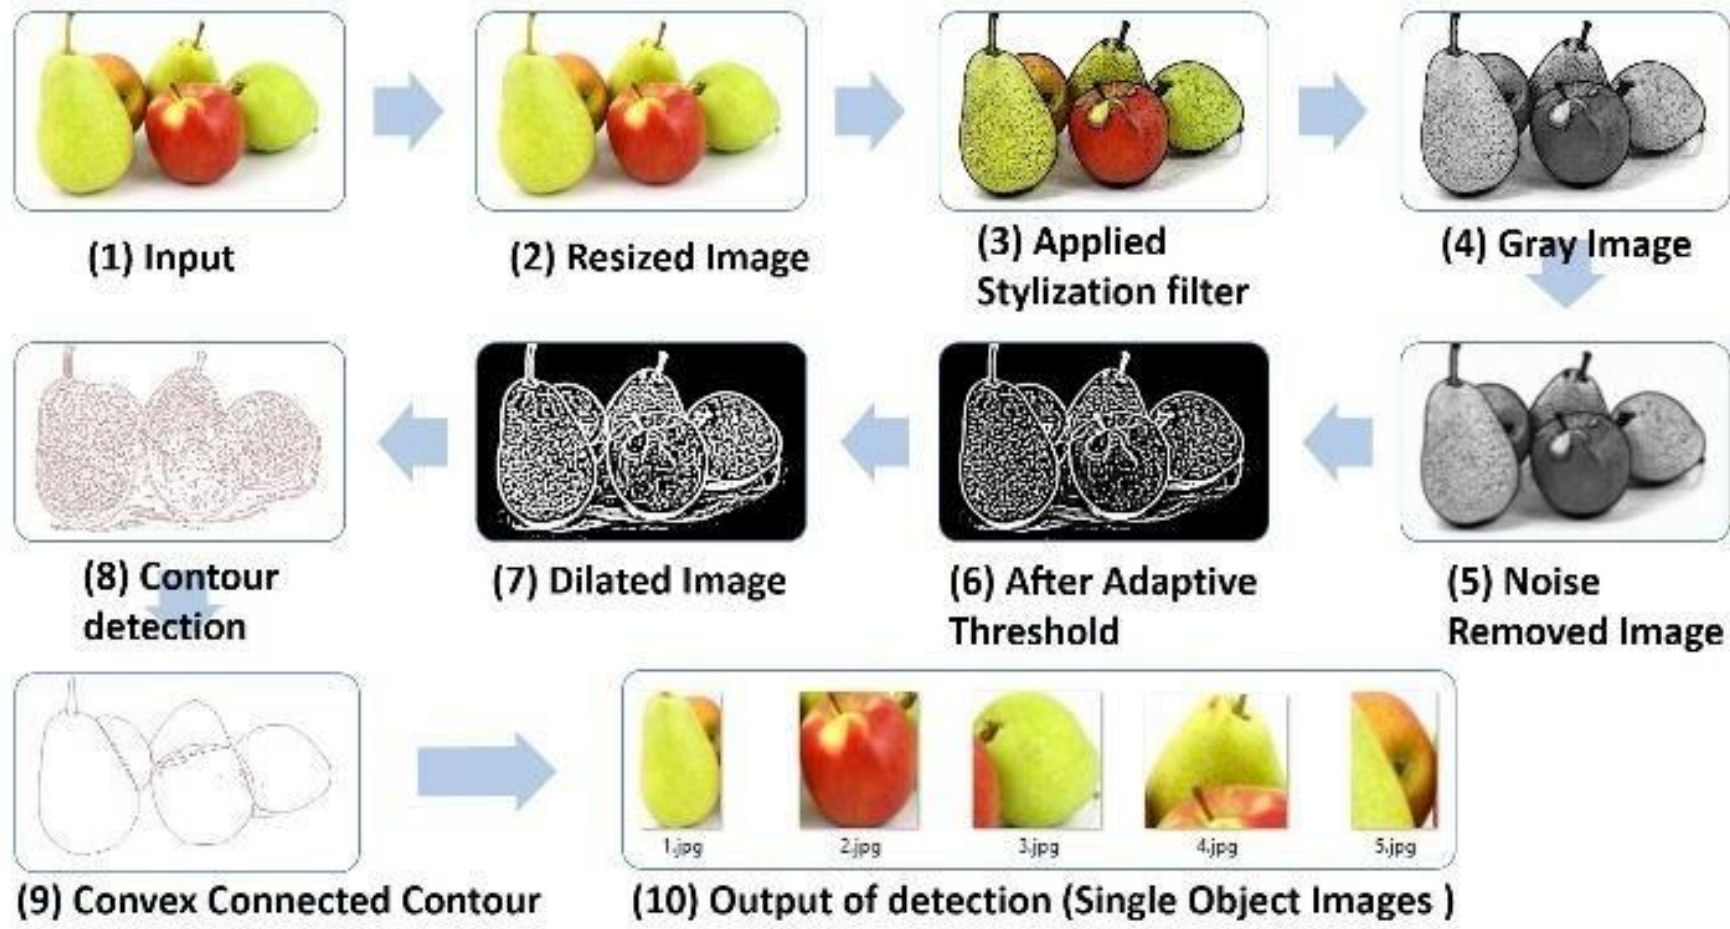 (1) Input
(2) Resized Image
(3) Applied
Stylization filter
(4) Gray Image
(8) Contour
detection
(7) Dilated Image
(6) After Adaptive
Threshold
(5) Noise
Removed Image
1.jpg
2.jpg
3.jpg
4.jpg
5.jpg
(9) Convex Connected Contour
(10) Output of detection (Single Object Images )